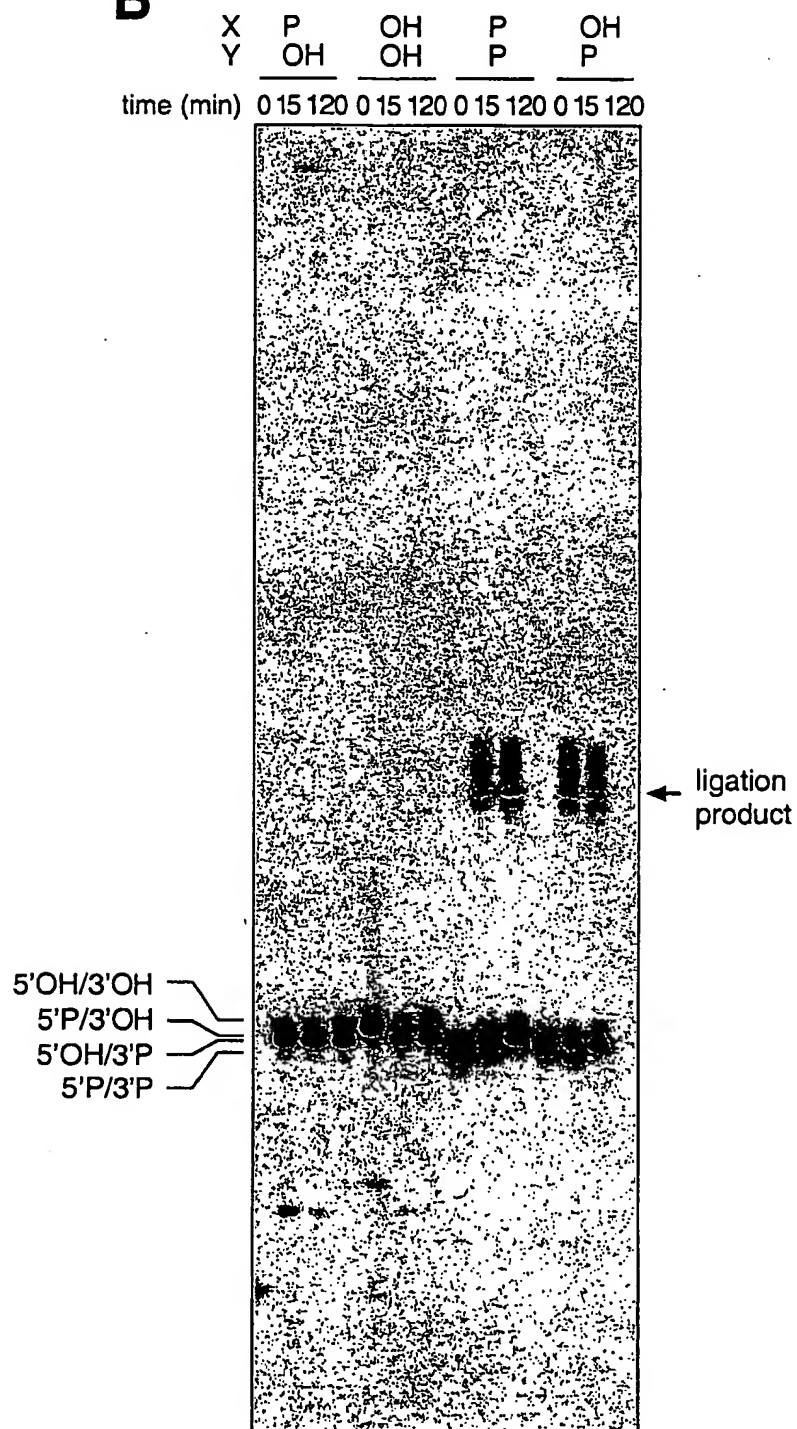 B
X P OH P OH
Y OH OH P P
time (min) 0 15 120 0 15 120 0 15 120 0 15 120
ligation
product
5'OH/3'OH
5'P/3'OH
5'OH/3'P
5'P/3'P